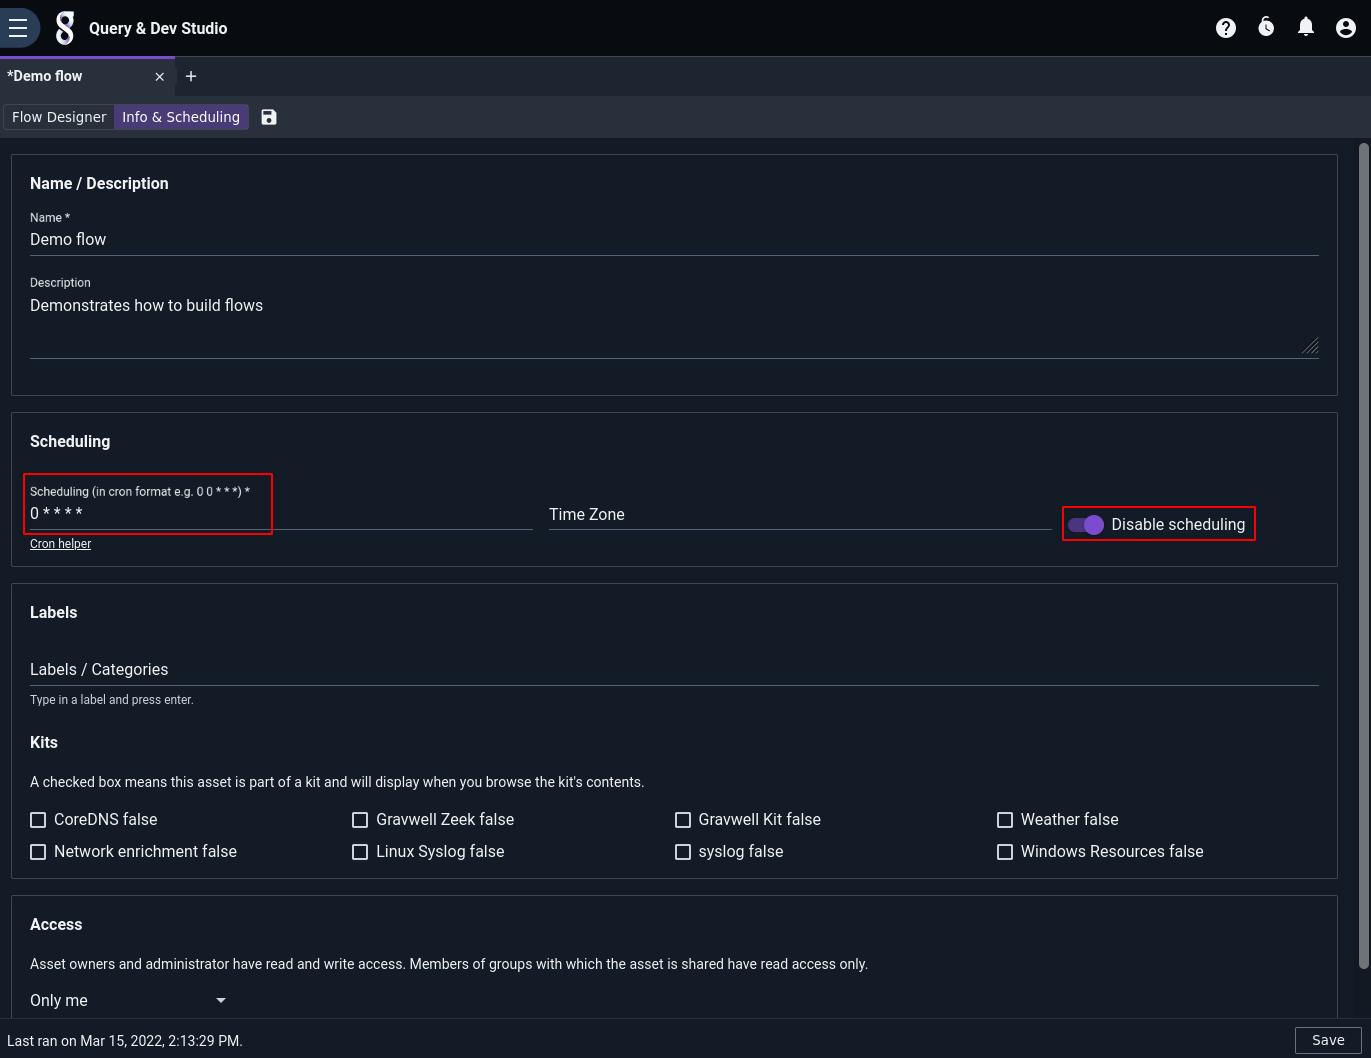 Query & Dev Studio
*Demo flow
Flow Designer Info & Scheduling
Name / Description
Name *
Demo flow
Description
Demonstrates how to build flows
Scheduling
Scheduling (in cron format e.g. 0 0 * * *) *
0 * * * *
Time Zone
Disable scheduling
Cron helper
Labels
Labels / Categories
Type in a label and press enter.
Kits
A checked box means this asset is part of a kit and will display when you browse the kit's contents.
CoreDNS false Gravwell Zeek false Gravwell Kit false Weather false
Network enrichment false Linux Syslog false syslog false Windows Resources false
Access
Asset owners and administrator have read and write access. Members of groups with which the asset is shared have read access only.
Only me
Last ran on Mar 15, 2022, 2:13:29 PM.
Save